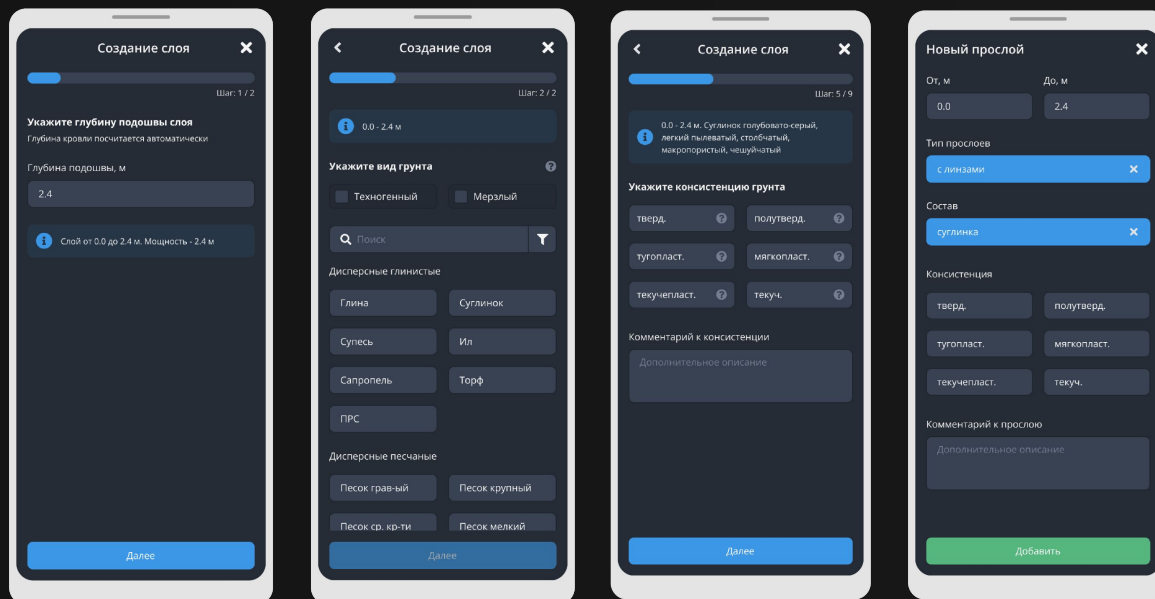 Создание слоя
Шаг: 1 / 2
Укажите глубину подошвы слоя
Глубина кровли посчитается автоматически
Глубина подошвы, м
2.4
Слой от 0.0 до 2.4 м. Мощность - 2.4 м
Далее
Создание слоя
Шаг: 2 / 2
0.0 - 2.4 м
Укажите вид грунта
Техногенный
Мерзлый
Поиск
Дисперсные глинистые
Глина
Суглинок
Супесь
Ил
Сапропель
Торф
ПРС
Дисперсные песчаные
Песок грав-ый
Песок крупный
Песок ср. кр-ти
Песок мелкий
Далее
Создание слоя
Шаг: 5 / 9
0.0 - 2.4 м. Суглинок голубовато-серый,
легкий пылеватый, столбчатый,
макропористый, чешуйчатый
Укажите консистенцию грунта
тверд.
полутверд.
тугопласт.
мягкопласт.
текучепласт.
текуч.
Комментарий к консистенции
Дополнительное описание
Далее
Новый прослой
От, м
До, м
0.0
2.4
Тип прослоев
с линзами
Состав
суглинка
Консистенция
тверд.
полутверд.
тугопласт.
мягкопласт.
текучепласт.
текуч.
Комментарий к прослою
Дополнительное описание
Добавить